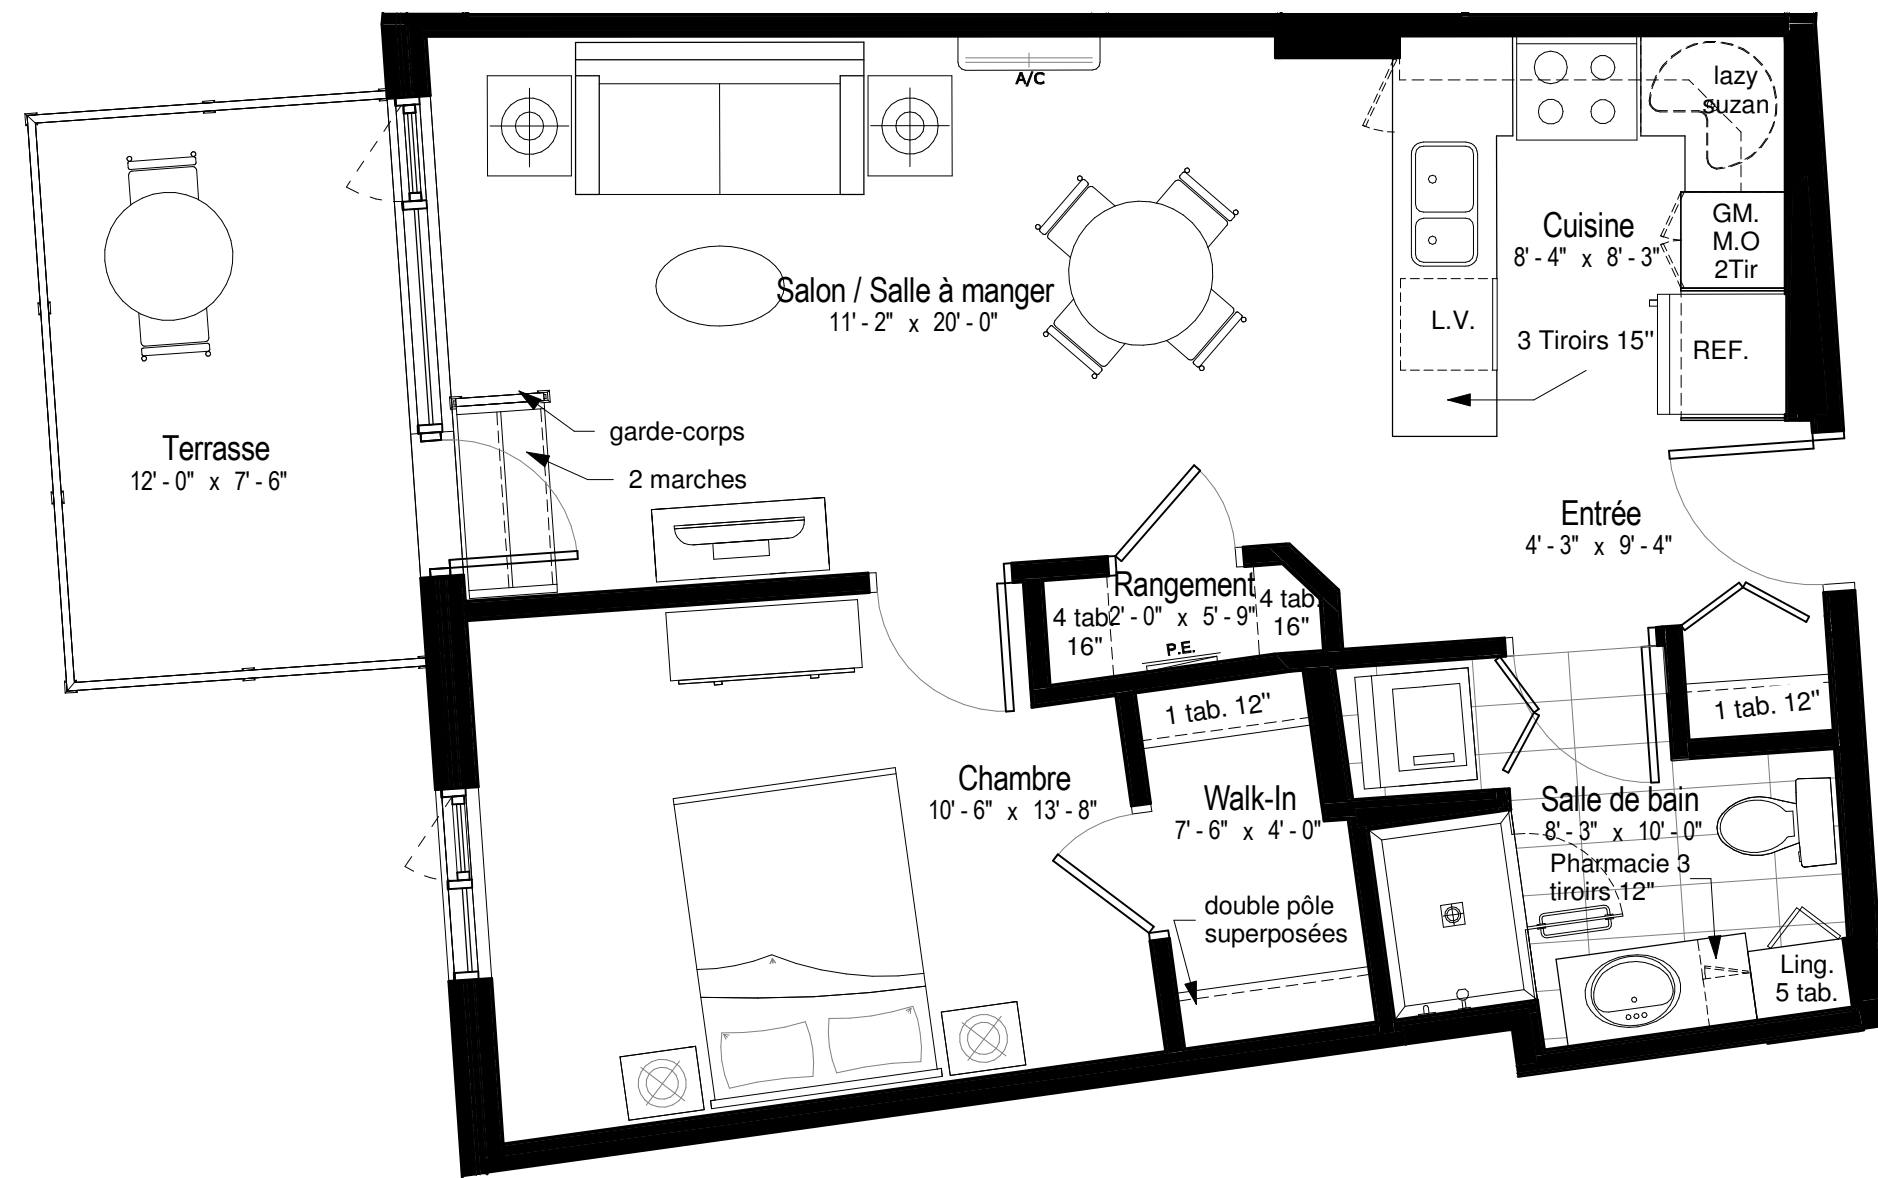 A/C
lazy
suzan
Cuisine
8' - 4" x 8' - 3"
GM.
M.O
2Tir
Salon / Salle à manger
11' - 2" x 20' - 0"
L.V.
3 Tiroirs 15"
REF.
garde-corps
2 marches
Terrasse
12' - 0" x 7' - 6"
Entrée
4' - 3" x 9' - 4"
Rangement
2' - 0" x 5' - 9"
4 tab.
16"
4 tab.
16"
P.E.
1 tab. 12"
1 tab. 12"
Chambre
10' - 6" x 13' - 8"
Walk-In
7' - 6" x 4' - 0"
Salle de bain
8' - 3" x 10' - 0"
Pharmacie 3
tiroirs 12"
double pôle
superposées
Ling.
5 tab.